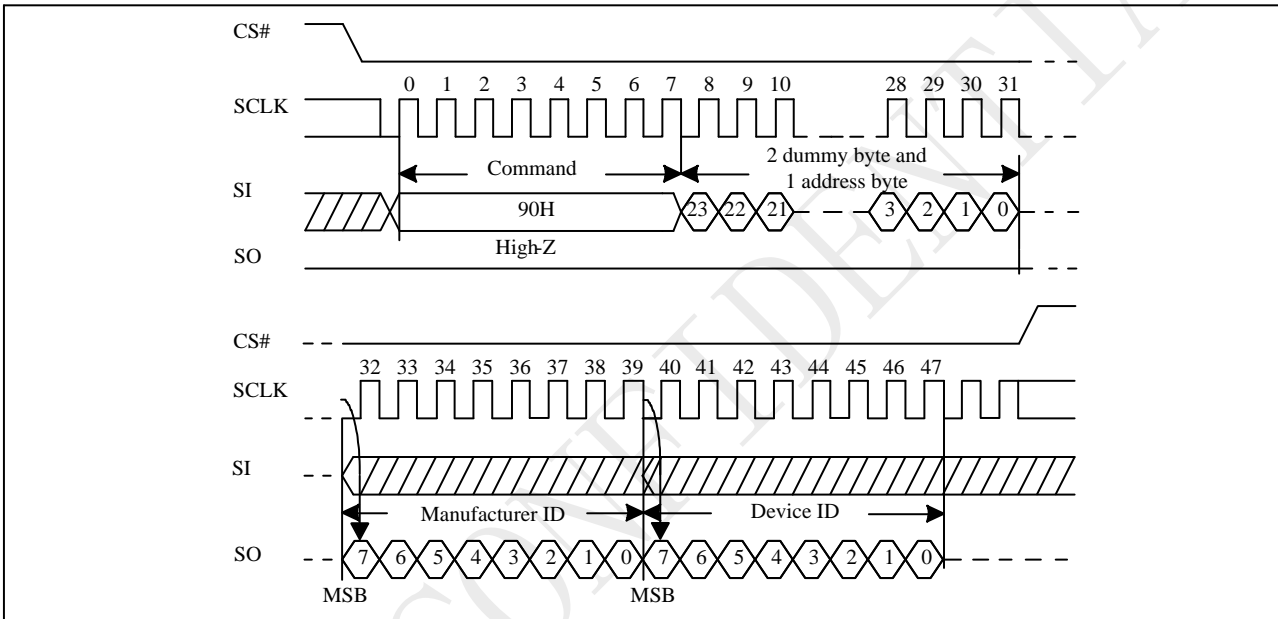 CS#
0 1 2 3 4 5 6 7 8 9 10 28 29 30 31
SCLK
Command
2 dummy byte and
1 address byte
SI
90H
23 22 21 3 2 1 0
High-Z
SO
CS#
32 33 34 35 36 37 38 39 40 41 42 43 44 45 46 47
SCLK
SI
Manufacturer ID
Device ID
SO
7 6 5 4 3 2 1 0 7 6 5 4 3 2 1 0
MSB
MSB
CONFIDENTIA